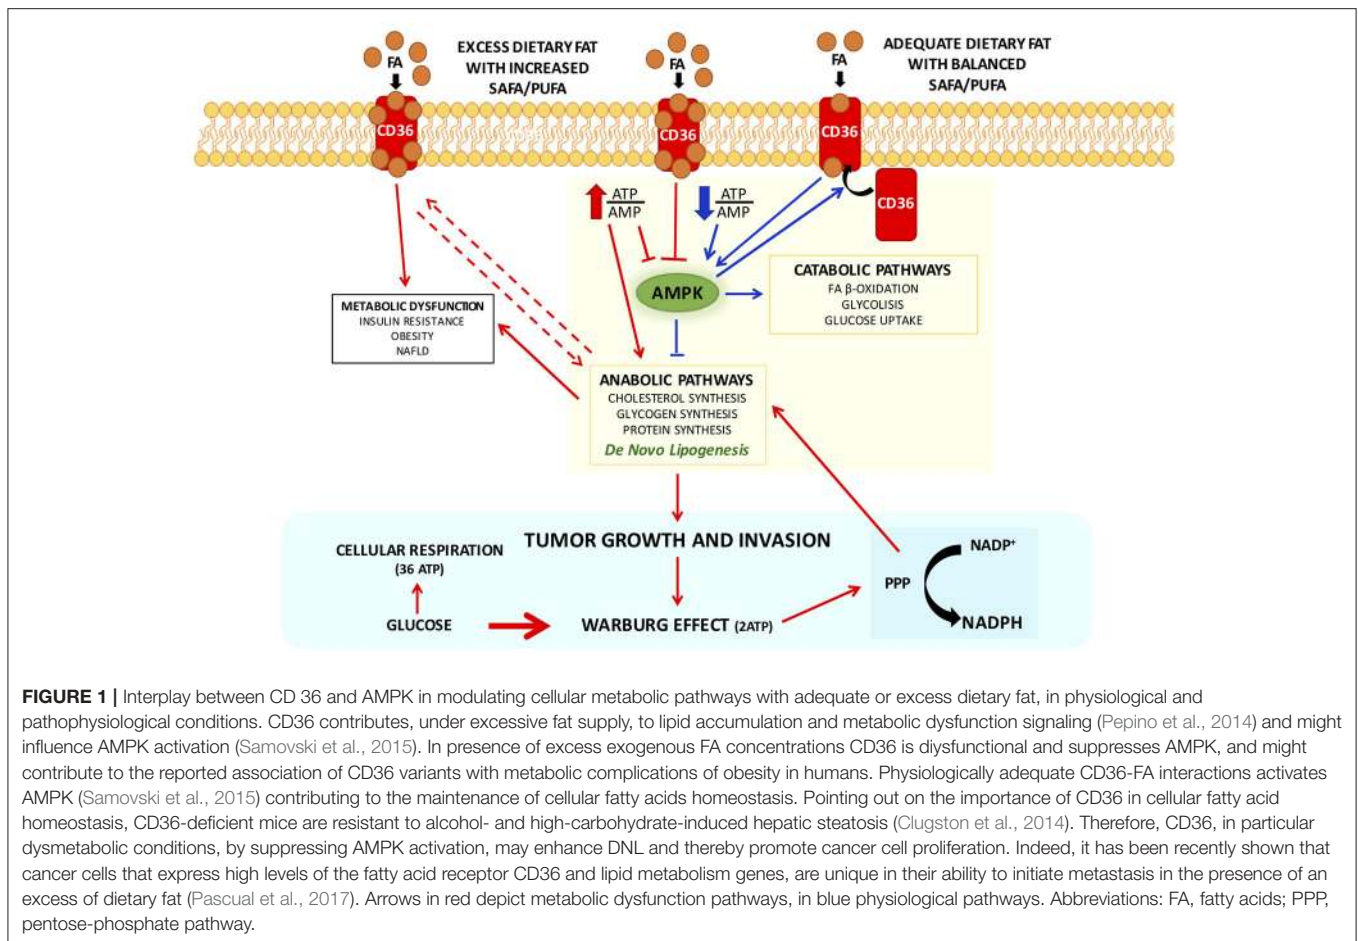 FA
EXCESS DIETARY FAT
WITH INCREASED
SAFA/PUFA
FA
FA
ADEQUATE DIETARY FAT
WITH BALANCED
SAFA/PUFA
CD36
CD36
CD36
CD36
ATP
AMP
ATP
AMP
AMPK
CATABOLIC PATHWAYS
FA β-OXIDATION
GLYCOLISIS
GLUCOSE UPTAKE
METABOLIC DYSFUNCTION
INSULIN RESISTANCE
OBESITY
NAFLD
ANABOLIC PATHWAYS
CHOLESTEROL SYNTHESIS
GLYCOGEN SYNTHESIS
PROTEIN SYNTHESIS
De Novo Lipogenesis
TUMOR GROWTH AND INVASION
CELLULAR RESPIRATION
(36 ATP)
GLUCOSE
WARBURG EFFECT (2ATP)
PPP
NADP+
NADPH
FIGURE 1 | Interplay between CD 36 and AMPK in modulating cellular metabolic pathways with adequate or excess dietary fat, in physiological and
pathophysiological conditions. CD36 contributes, under excessive fat supply, to lipid accumulation and metabolic dysfunction signaling (Pepino et al., 2014) and might
influence AMPK activation (Samovski et al., 2015). In presence of excess exogenous FA concentrations CD36 is diysfunctional and suppresses AMPK, and might
contribute to the reported association of CD36 variants with metabolic complications of obesity in humans. Physiologically adequate CD36-FA interactions activates
AMPK (Samovski et al., 2015) contributing to the maintenance of cellular fatty acids homeostasis. Pointing out on the importance of CD36 in cellular fatty acid
homeostasis, CD36-deficient mice are resistant to alcohol- and high-carbohydrate-induced hepatic steatosis (Clugston et al., 2014). Therefore, CD36, in particular
dysmetabolic conditions, by suppressing AMPK activation, may enhance DNL and thereby promote cancer cell proliferation. Indeed, it has been recently shown that
cancer cells that express high levels of the fatty acid receptor CD36 and lipid metabolism genes, are unique in their ability to initiate metastasis in the presence of an
excess of dietary fat (Pascual et al., 2017). Arrows in red depict metabolic dysfunction pathways, in blue physiological pathways. Abbreviations: FA, fatty acids; PPP,
pentose-phosphate pathway.